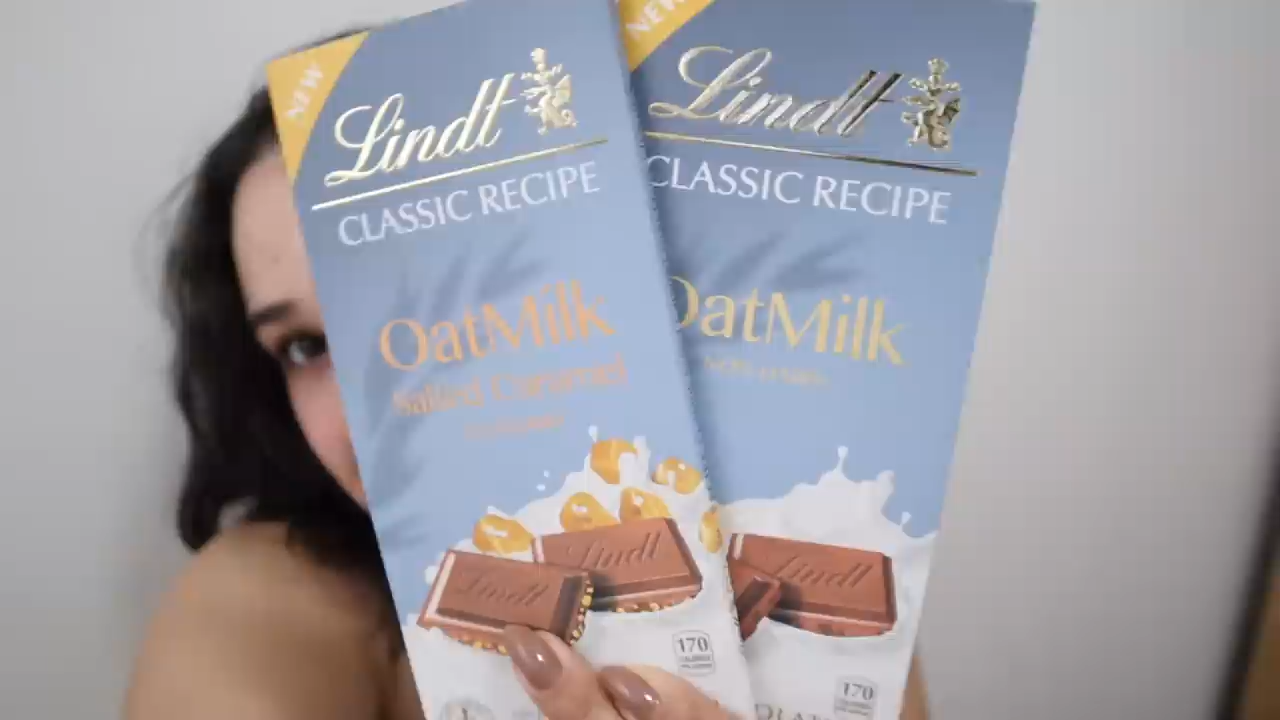 NEW
Lindt
CLASSIC RECIPE
OatMilk
Salted Caramel
Lindt
Lindt
170
NEW
Lindt
CLASSIC RECIPE
OatMilk
Lindt
170